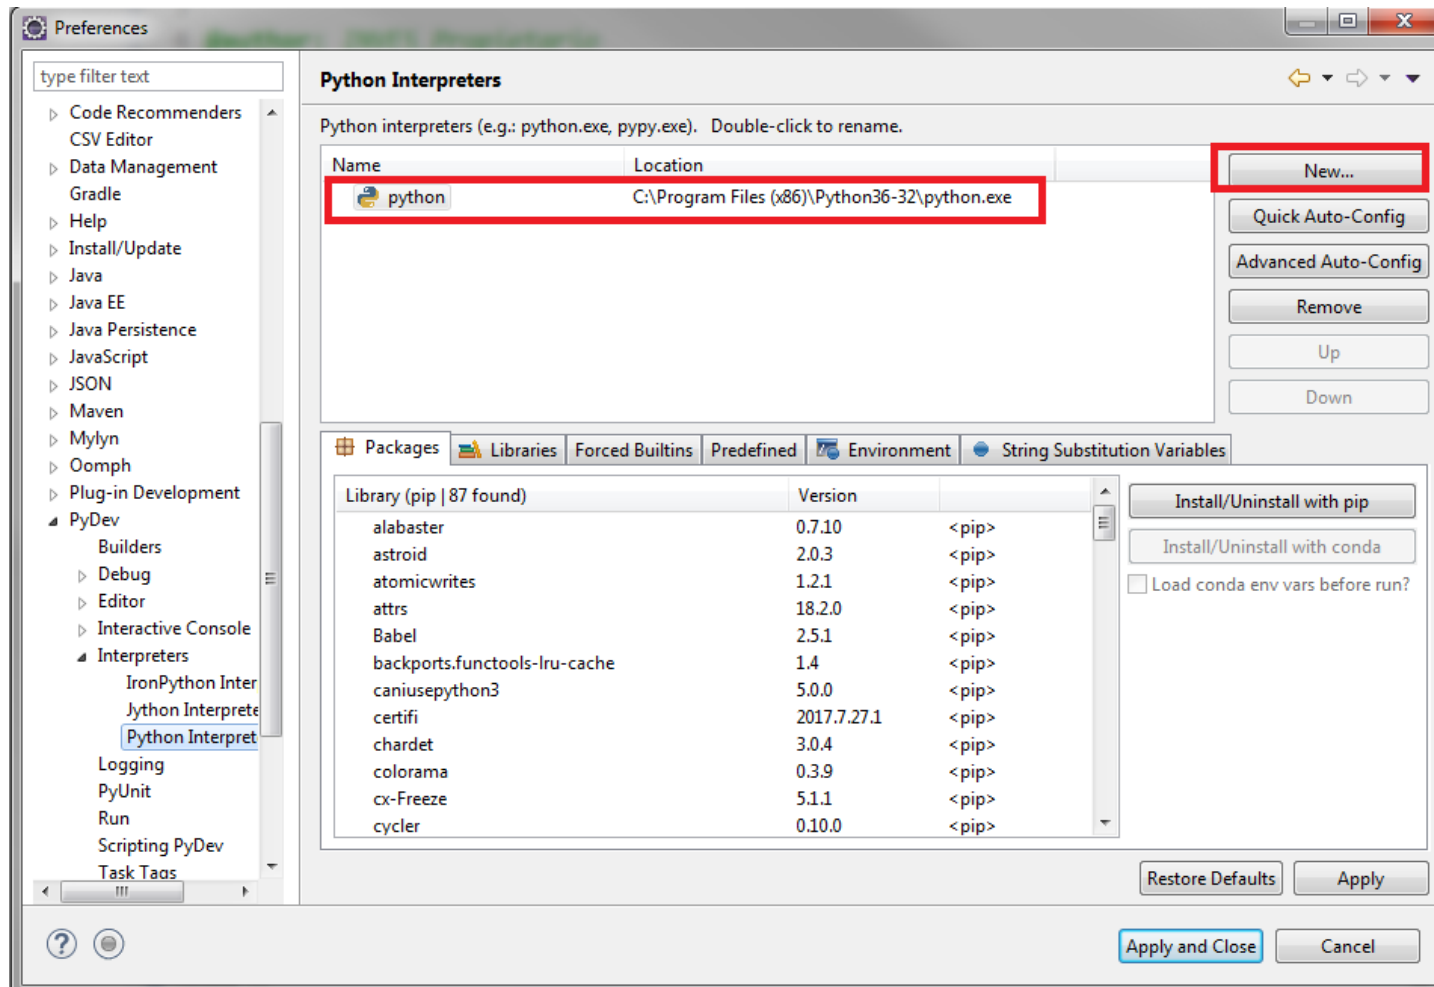 Preferences
@author: INSES Propietario
type filter text
Code Recommenders
CSV Editor
Data Management
Gradle
Help
Install/Update
Java
Java EE
Java Persistence
JavaScript
JSON
Maven
Mylyn
Oomph
Plug-in Development
PyDev
Builders
Debug
Editor
Interactive Console
Interpreters
IronPython Inter
Jython Interprete
Python Interpret
Logging
PyUnit
Run
Scripting PyDev
Task Tags
Python Interpreters
Python interpreters (e.g.: python.exe, pypy.exe). Double-click to rename.
Name Location
python C:\Program Files (x86)\Python36-32\python.exe
New...
Quick Auto-Config
Advanced Auto-Config
Remove
Up
Down
Packages Libraries Forced Builtins Predefined Environment String Substitution Variables
Library (pip | 87 found) Version
alabaster 0.7.10 <pip>
astroid 2.0.3 <pip>
atomicwrites 1.2.1 <pip>
attrs 18.2.0 <pip>
Babel 2.5.1 <pip>
backports.functools-lru-cache 1.4 <pip>
caniusepython3 5.0.0 <pip>
certifi 2017.7.27.1 <pip>
chardet 3.0.4 <pip>
colorama 0.3.9 <pip>
cx-Freeze 5.1.1 <pip>
cycler 0.10.0 <pip>
Install/Uninstall with pip
Install/Uninstall with conda
Load conda env vars before run?
Restore Defaults Apply
Apply and Close Cancel